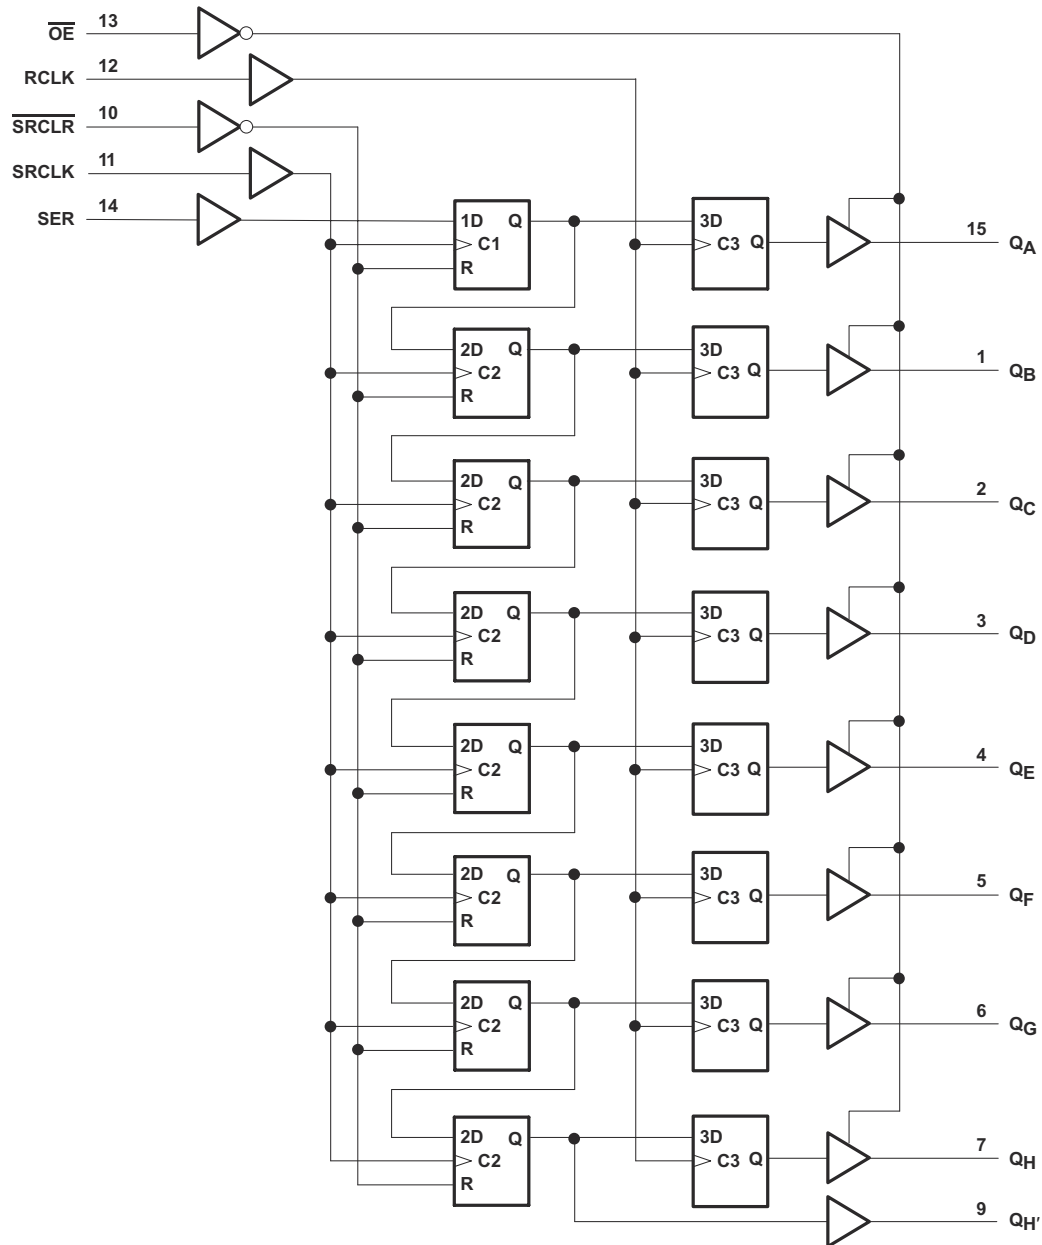 O̅E̅ 13
RCLK 12
S̅R̅C̅L̅R̅ 10
SRCLK 11
SER 14
1D Q
C1
R
3D
C3 Q
15 QA
2D Q
C2
R
3D
C3 Q
1 QB
2D Q
C2
R
3D
C3 Q
2 QC
2D Q
C2
R
3D
C3 Q
3 QD
2D Q
C2
R
3D
C3 Q
4 QE
2D Q
C2
R
3D
C3 Q
5 QF
2D Q
C2
R
3D
C3 Q
6 QG
2D Q
C2
R
3D
C3 Q
7 QH
9 QH′